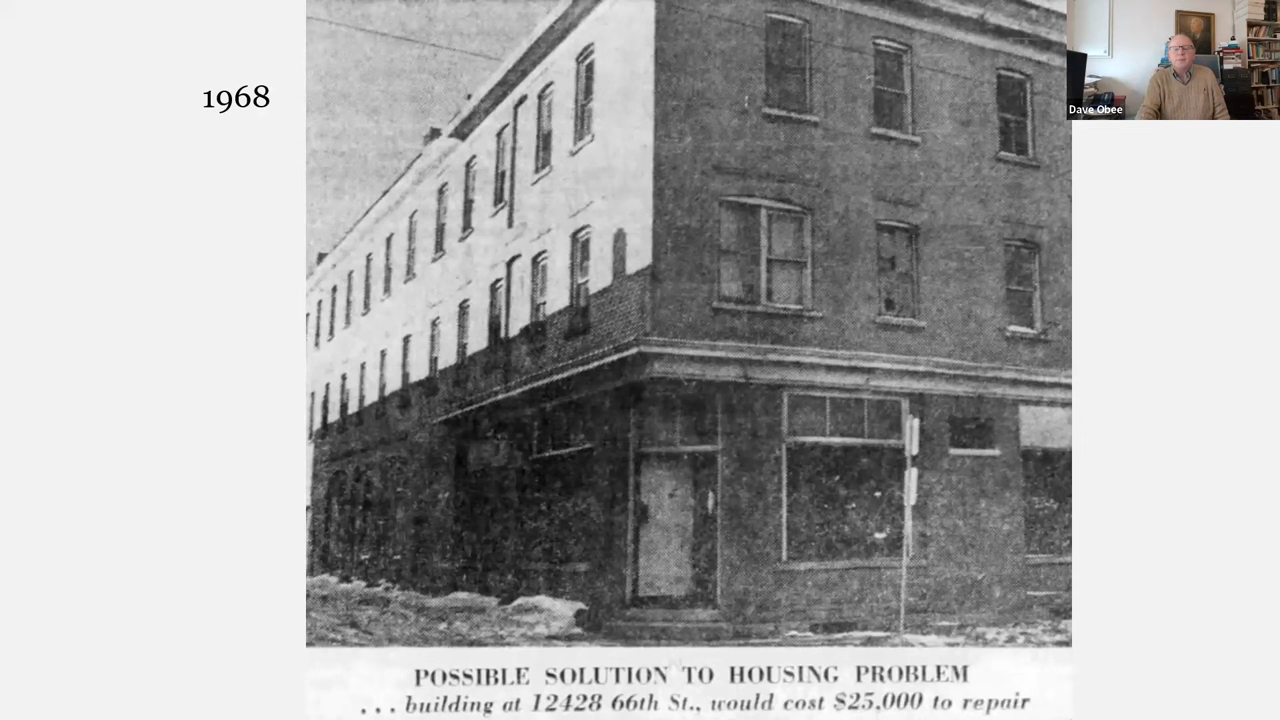 1968
Dave Obee
POSSIBLE SOLUTION TO HOUSING PROBLEM
... building at 12428 66th St., would cost $25,000 to repair